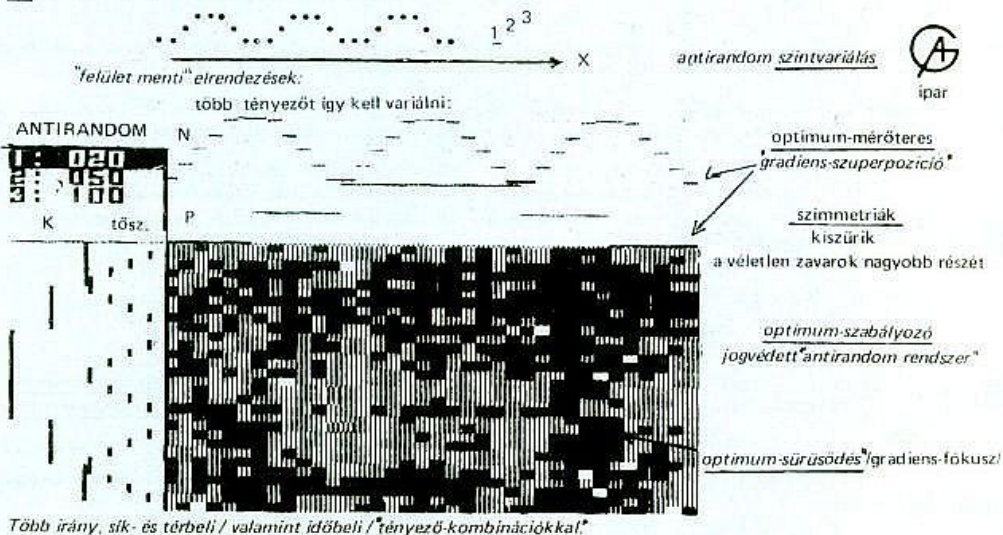 1 2 3
X
antirandom szintvariálás
AG
ipar
"felület menti" elrendezések:
több tényezőt így kell variálni:
ANTIRANDOM
N
1: 020
2: 050
3: 100
K tősz.
P
optimum-mérőteres
"gradiens-szuperpozíció"
szimmetriák
kiszűrik
a véletlen zavarok nagyobb részét
optimum-szabályozó
jogvédett "antirandom rendszer"
optimum-sűrűsödés"/gradiens-fókusz/
Több irány, sík- és térbeli / valamint időbeli / "tényező-kombinációkkal."